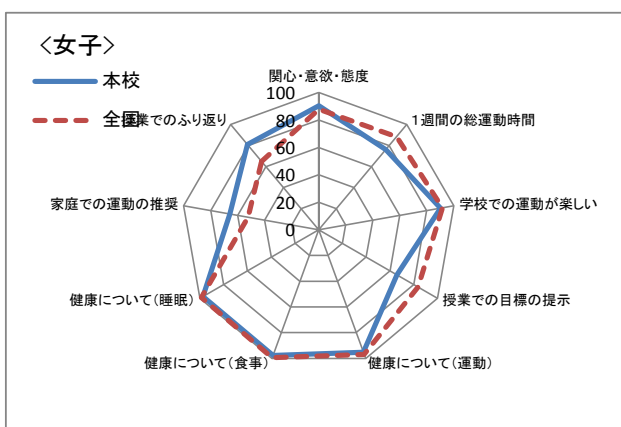 <女子>
本校
全国
関心・意欲・態度
1週間の総運動時間
学校での運動が楽しい
授業での目標の提示
健康について(運動)
健康について(食事)
健康について(睡眠)
家庭での運動の推奨
授業でのふり返り
100
80
60
40
20
0